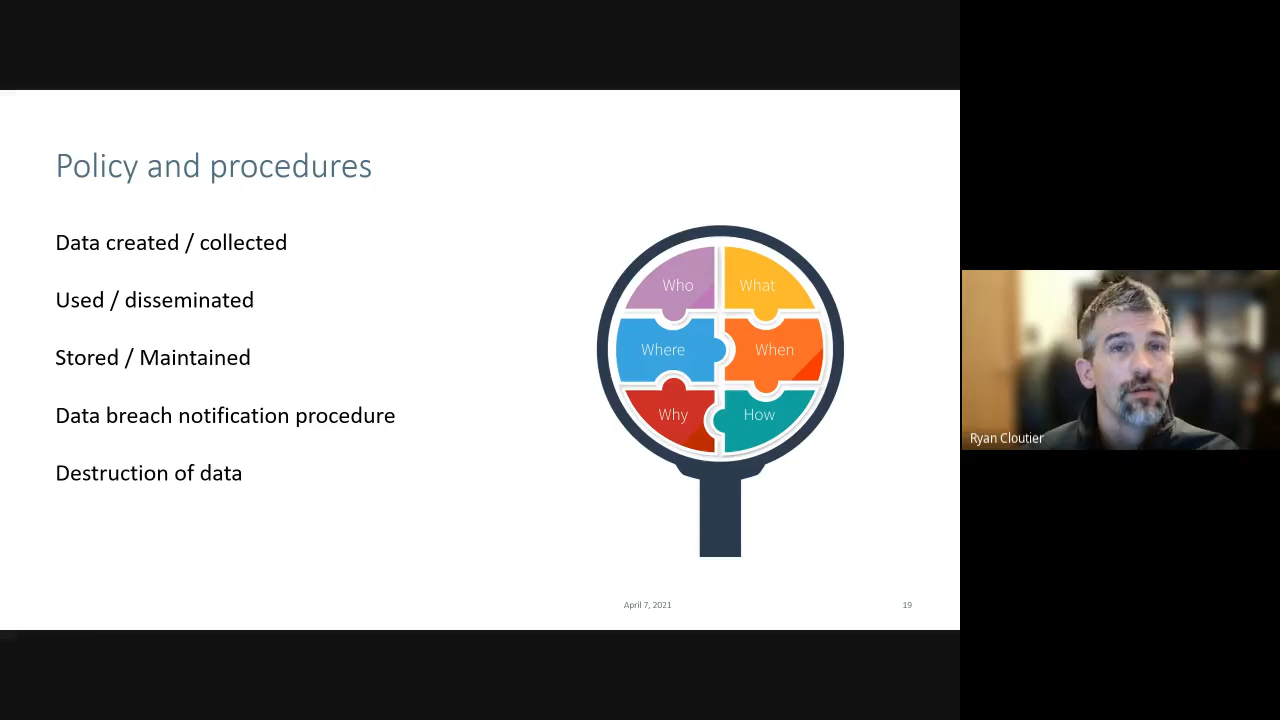 Policy and procedures
Data created / collected
Used / disseminated
Stored / Maintained
Data breach notification procedure
Destruction of data
Who
What
Where
When
Why
How
April 7, 2021
19
Ryan Cloutier